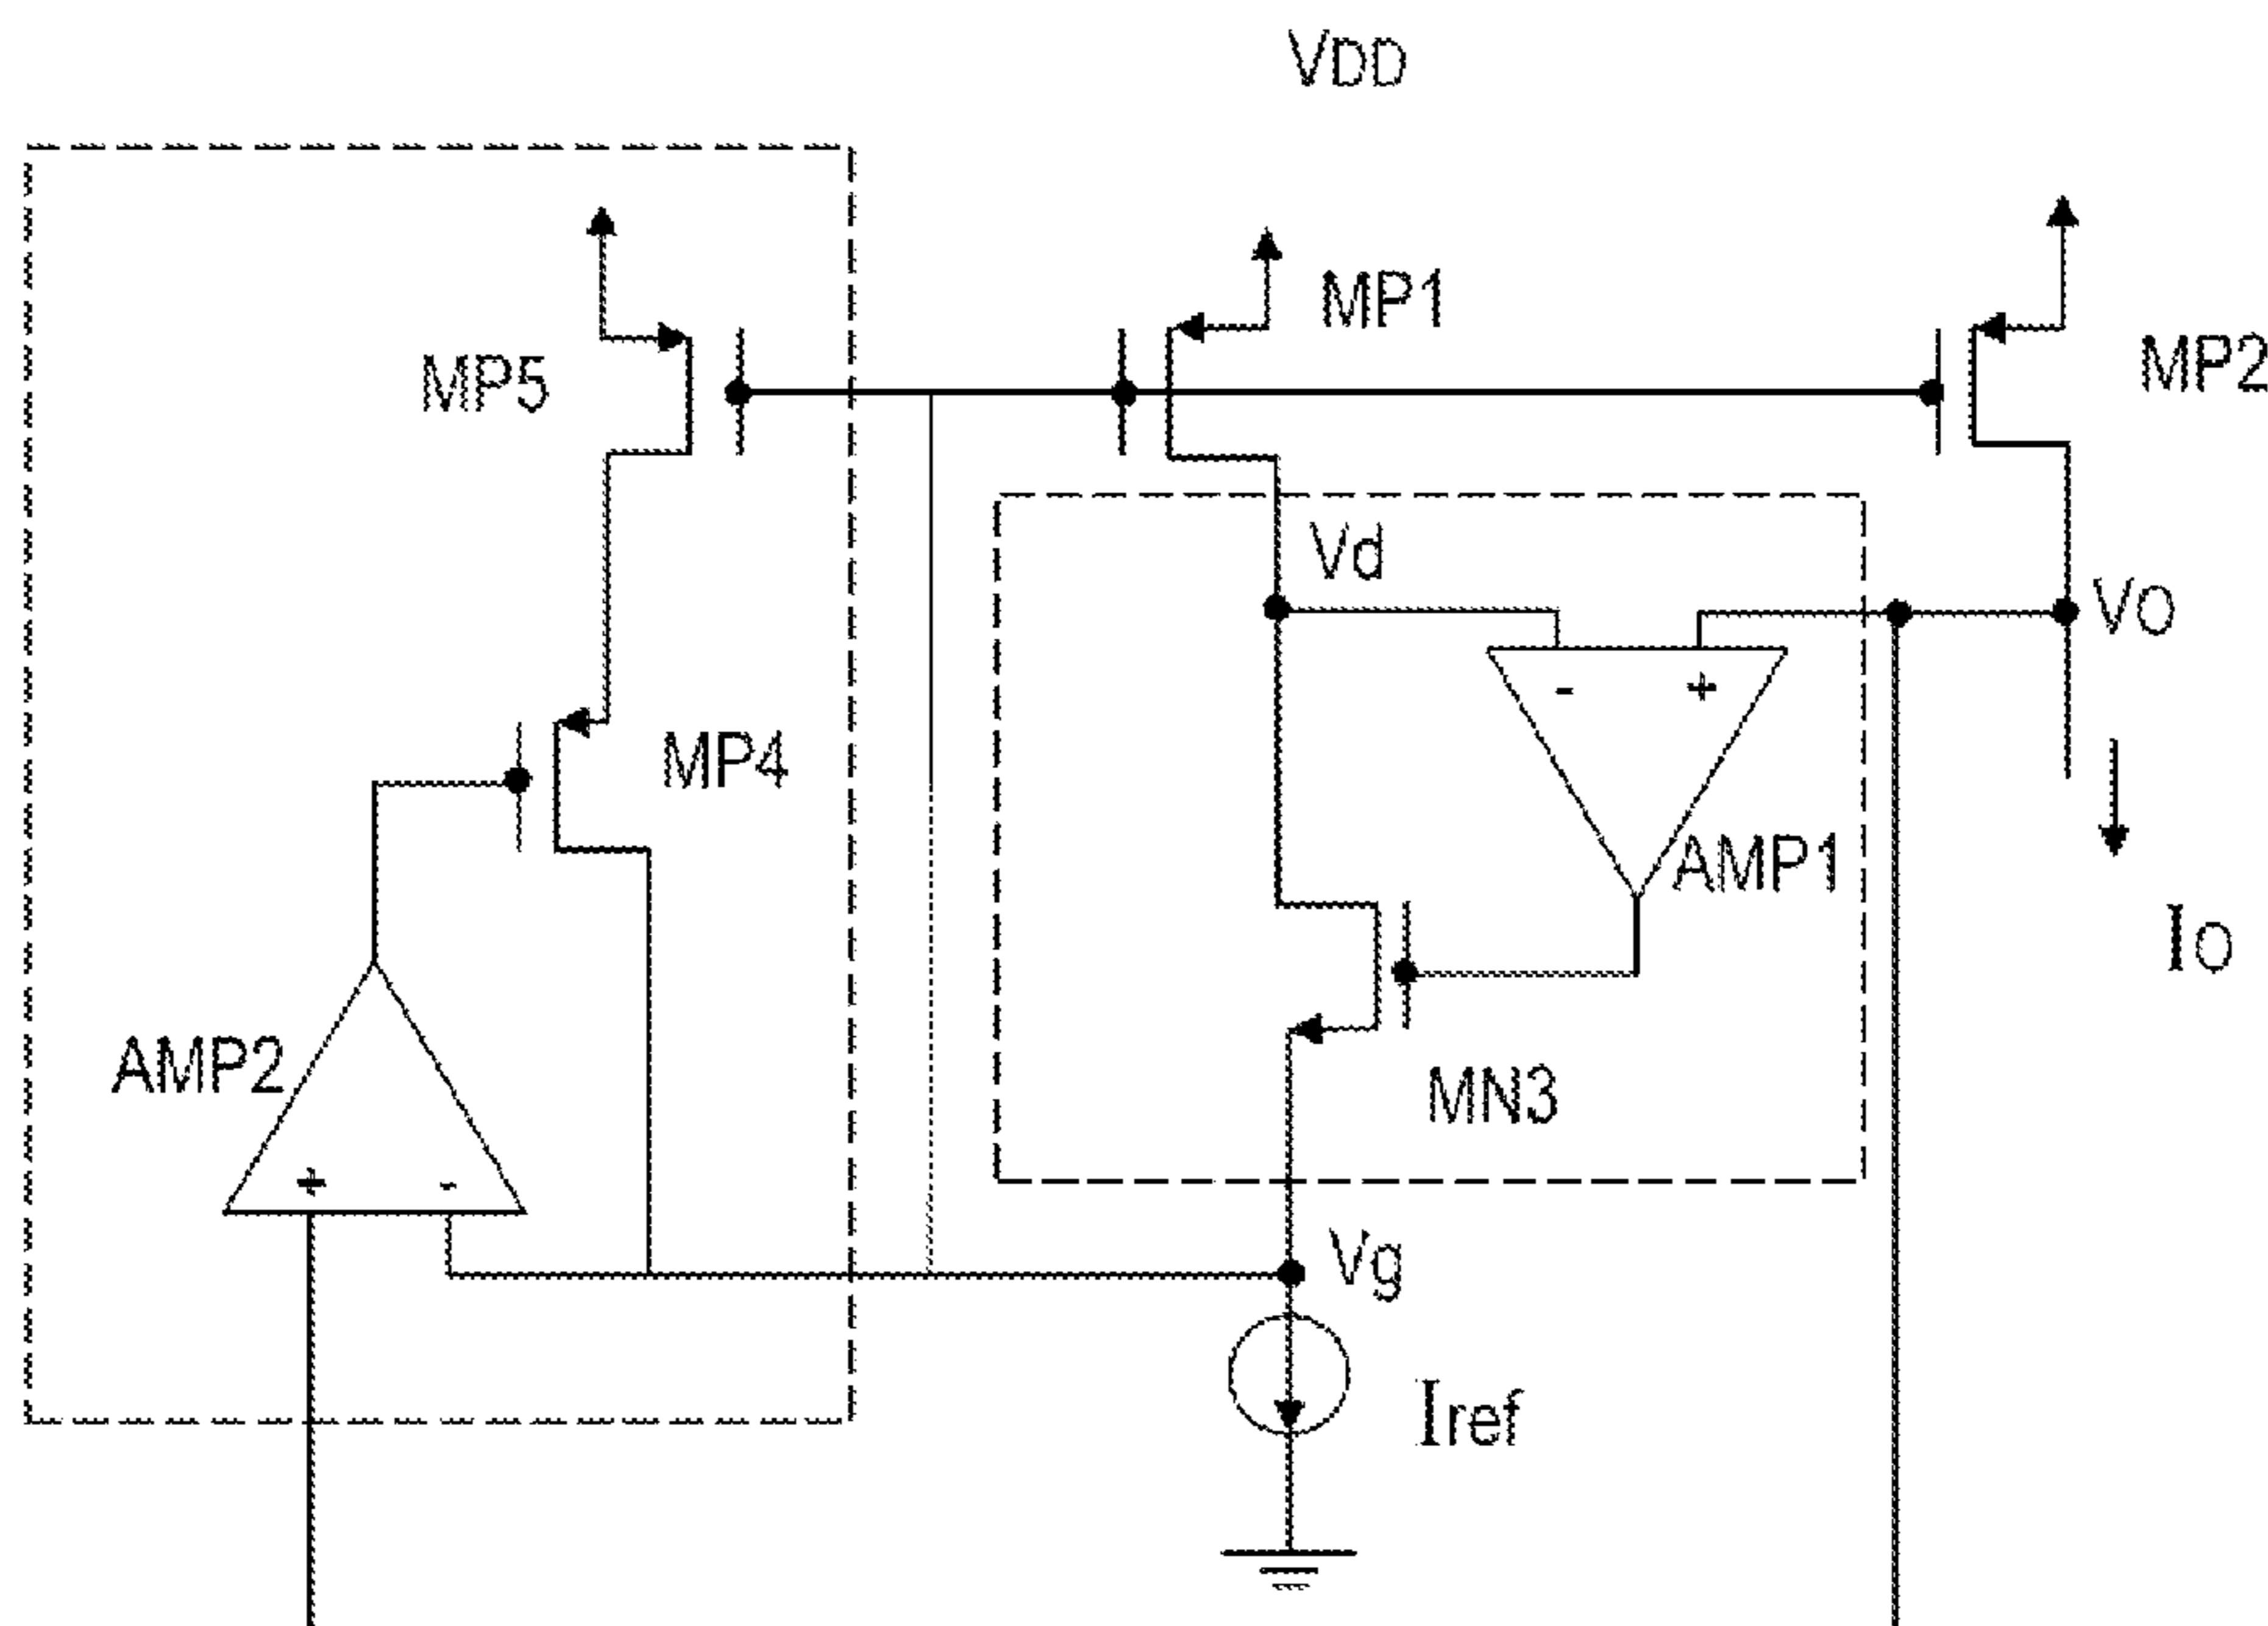 VDD
MP1
MP5
MP2
Vd
VO
MP4
- +
AMP1
IO
AMP2
MN3
+ -
Vg
Iref